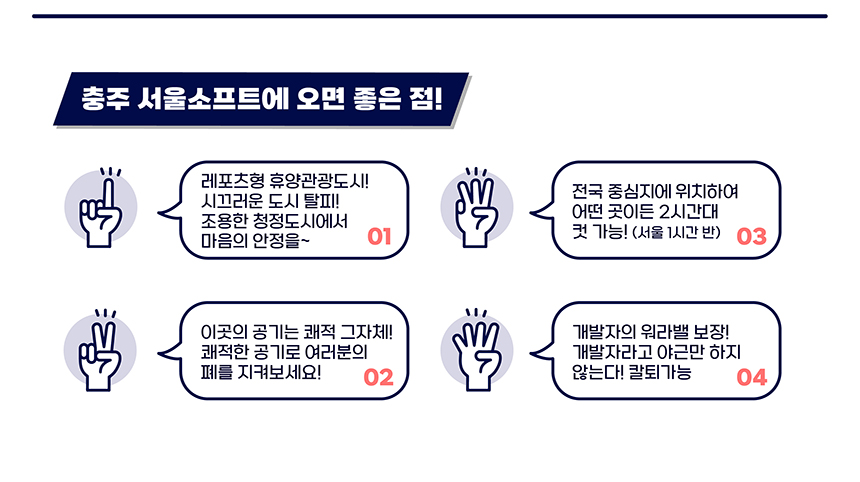 충주 서울소프트에 오면 좋은 점!
레포츠형 휴양관광도시!
시끄러운 도시 탈피!
조용한 청정도시에서
마음의 안정을~
01
이곳의 공기는 쾌적 그자체!
쾌적한 공기로 여러분의
폐를 지켜보세요!
02
전국 중심지에 위치하여
어떤 곳이든 2시간대
컷 가능! (서울 1시간 반)
03
개발자의 워라밸 보장!
개발자라고 야근만 하지
않는다! 칼퇴가능
04